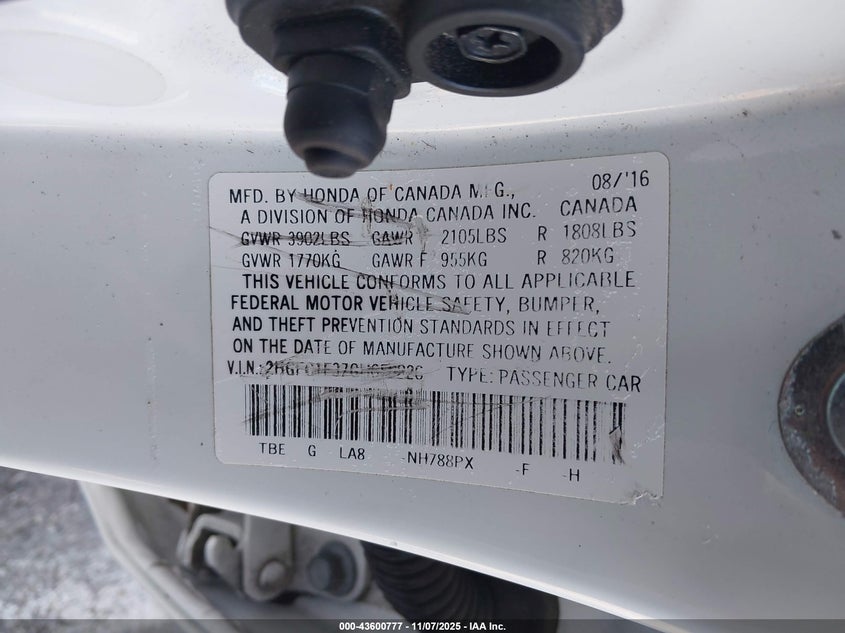 MFD. BY HONDA OF CANADA MFG., 08/'16
A DIVISION OF HONDA CANADA INC. CANADA
GVWR 3902LBS GAWR F 2105LBS R 1808LBS
GVWR 1770KG GAWR F 955KG R 820KG
THIS VEHICLE CONFORMS TO ALL APPLICABLE
FEDERAL MOTOR VEHICLE SAFETY, BUMPER,
AND THEFT PREVENTION STANDARDS IN EFFECT
ON THE DATE OF MANUFACTURE SHOWN ABOVE.
V.I.N.: TYPE: PASSENGER CAR
TBE G LA8 -NH788PX -F -H
000-43600777 — 11/07/2025 — IAA Inc.